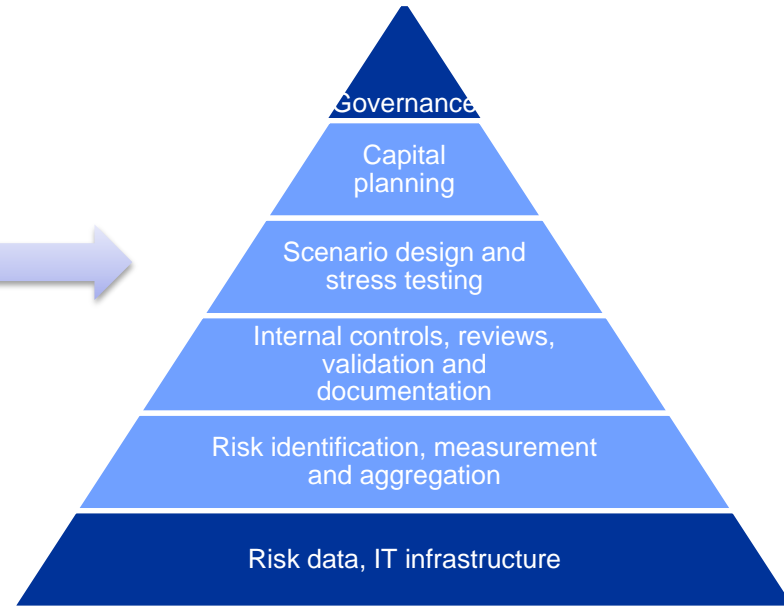 Governance
Capital
planning
Scenario design and
stress testing
Internal controls, reviews,
validation and
documentation
Risk identification, measurement
and aggregation
Risk data, IT infrastructure